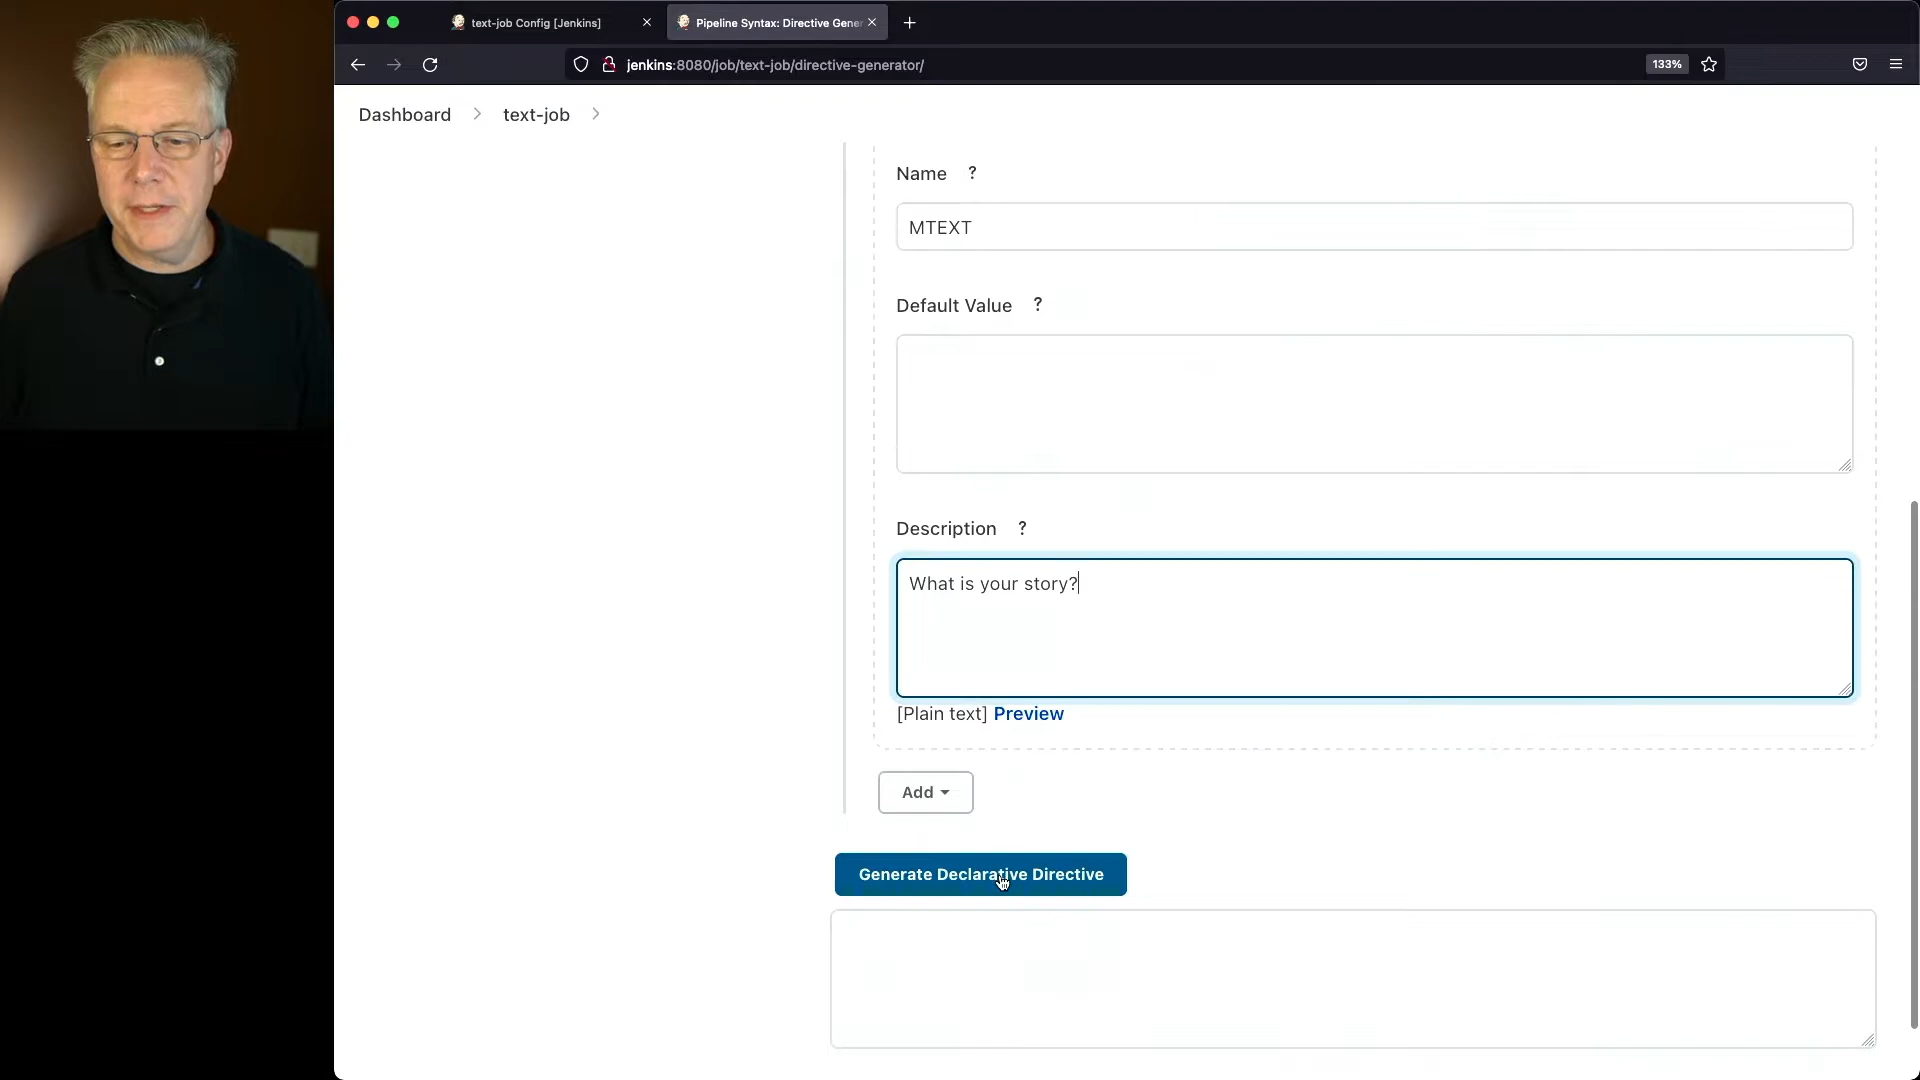 text-job Config [Jenkins]
Pipeline Syntax: Directive Gene
jenkins:8080/job/text-job/directive-generator/
133%
Dashboard
text-job
Name ?
MTEXT
Default Value ?
Description ?
What is your story?
[Plain text] Preview
Add
Generate Declarative Directive